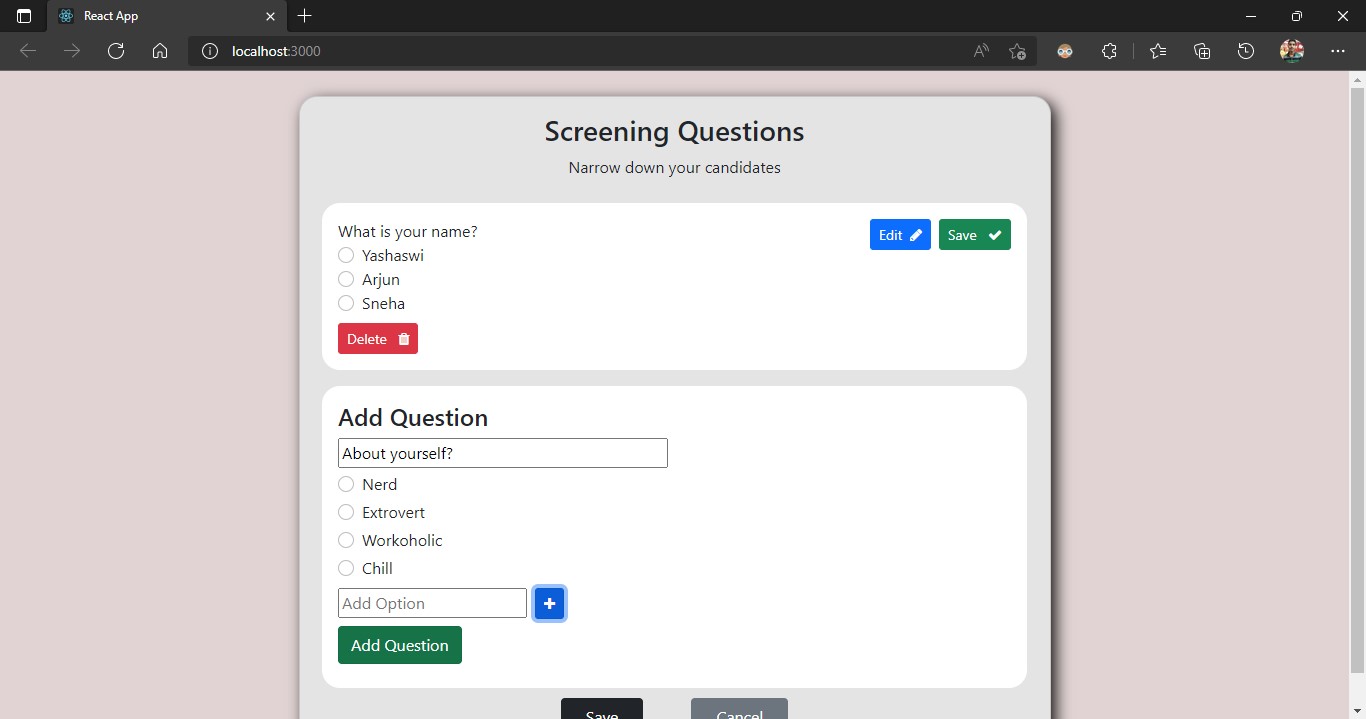 React App
localhost:3000
Screening Questions
Narrow down your candidates
What is your name?
Edit
Save
Yashaswi
Arjun
Sneha
Delete
Add Question
About yourself?
Nerd
Extrovert
Workoholic
Chill
Add Option
Add Question
Save
Cancel